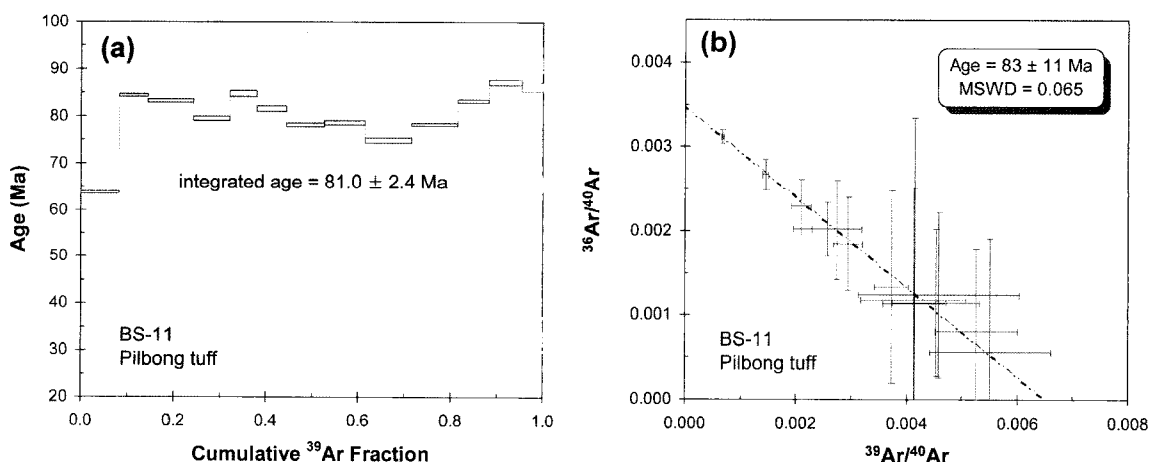 (a)
100
90
80
70
60
50
40
30
20
Age (Ma)
integrated age = 81.0 ± 2.4 Ma
BS-11
Pilbong tuff
0.0 0.2 0.4 0.6 0.8 1.0
Cumulative ³⁹Ar Fraction
(b)
Age = 83 ± 11 Ma
MSWD = 0.065
0.004
0.003
0.002
0.001
0.000
³⁶Ar/⁴⁰Ar
BS-11
Pilbong tuff
0.000 0.002 0.004 0.006 0.008
³⁹Ar/⁴⁰Ar